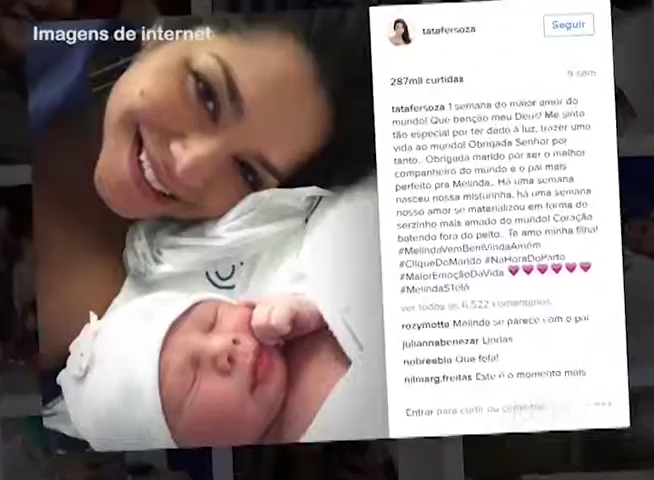 Imagens de internet
tatafersoza
Seguir
287mil curtidas
9 sem
tatafersoza 1 semana do maior amor do
mundo! Que benção meu Deus! Me sinto
tão especial por ter dado à luz, trazer uma
vida ao mundo! Obrigada Senhor por
tanto.. Obrigada marido por ser o melhor
companheiro do mundo e o pai mais
perfeito pra Melinda.. Há uma semana
nasceu nossa misturinha, há uma semana
nosso amor se materializou em forma do
serzinho mais amado do mundo! Coração
batendo fora do peito.. Te amo minha filha!
#MelindaVemBemVindaAmém
#CliqueDoMarido #NaHoraDoParto
#MaiorEmoçãoDaVida 💗💗💗💗💗💗
#MelindaSTeló
ver todos os 6.522 comentários
rozymotta Melinda se parece com o pai
juliannabenezar Lindas
nobreebla Que fofa!
nilmarg.freitas Este é o momento mais
Entrar para curtir ou comentar